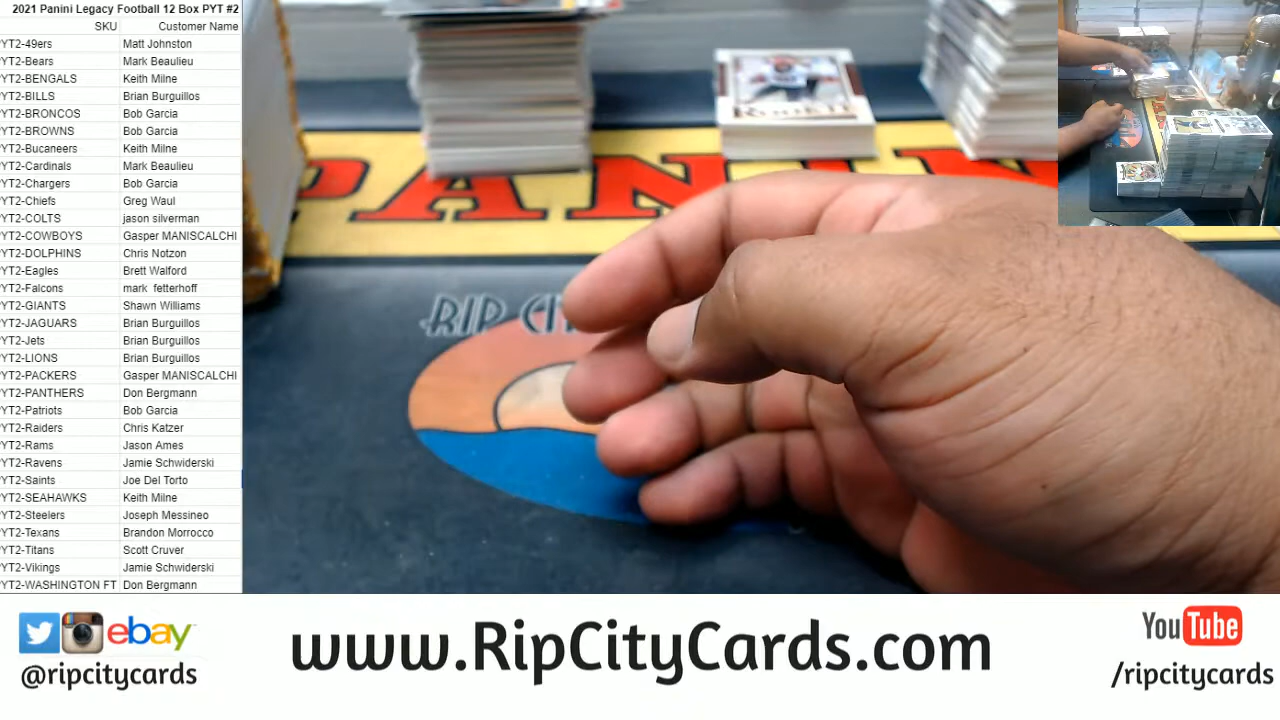 2021 Panini Legacy Football 12 Box PYT #2
SKU Customer Name
YT2-49ers Matt Johnston
YT2-Bears Mark Beaulieu
YT2-BENGALS Keith Milne
YT2-BILLS Brian Burguillos
YT2-BRONCOS Bob Garcia
YT2-BROWNS Bob Garcia
YT2-Bucaneers Keith Milne
YT2-Cardinals Mark Beaulieu
YT2-Chargers Bob Garcia
YT2-Chiefs Greg Waul
YT2-COLTS jason silverman
YT2-COWBOYS Gasper MANISCALCHI
YT2-DOLPHINS Chris Notzon
YT2-Eagles Brett Walford
YT2-Falcons mark fetterhoff
YT2-GIANTS Shawn Williams
YT2-JAGUARS Brian Burguillos
YT2-Jets Brian Burguillos
YT2-LIONS Brian Burguillos
YT2-PACKERS Gasper MANISCALCHI
YT2-PANTHERS Don Bergmann
YT2-Patriots Bob Garcia
YT2-Raiders Chris Katzer
YT2-Rams Jason Ames
YT2-Ravens Jamie Schwiderski
YT2-Saints Joe Del Torto
YT2-SEAHAWKS Keith Milne
YT2-Steelers Joseph Messineo
YT2-Texans Brandon Morrocco
YT2-Titans Scott Cruver
YT2-Vikings Jamie Schwiderski
YT2-WASHINGTON FT Don Bergmann
PANINI
RIP CI
ebay
@ripcitycards
www.RipCityCards.com
YouTube
/ripcitycards